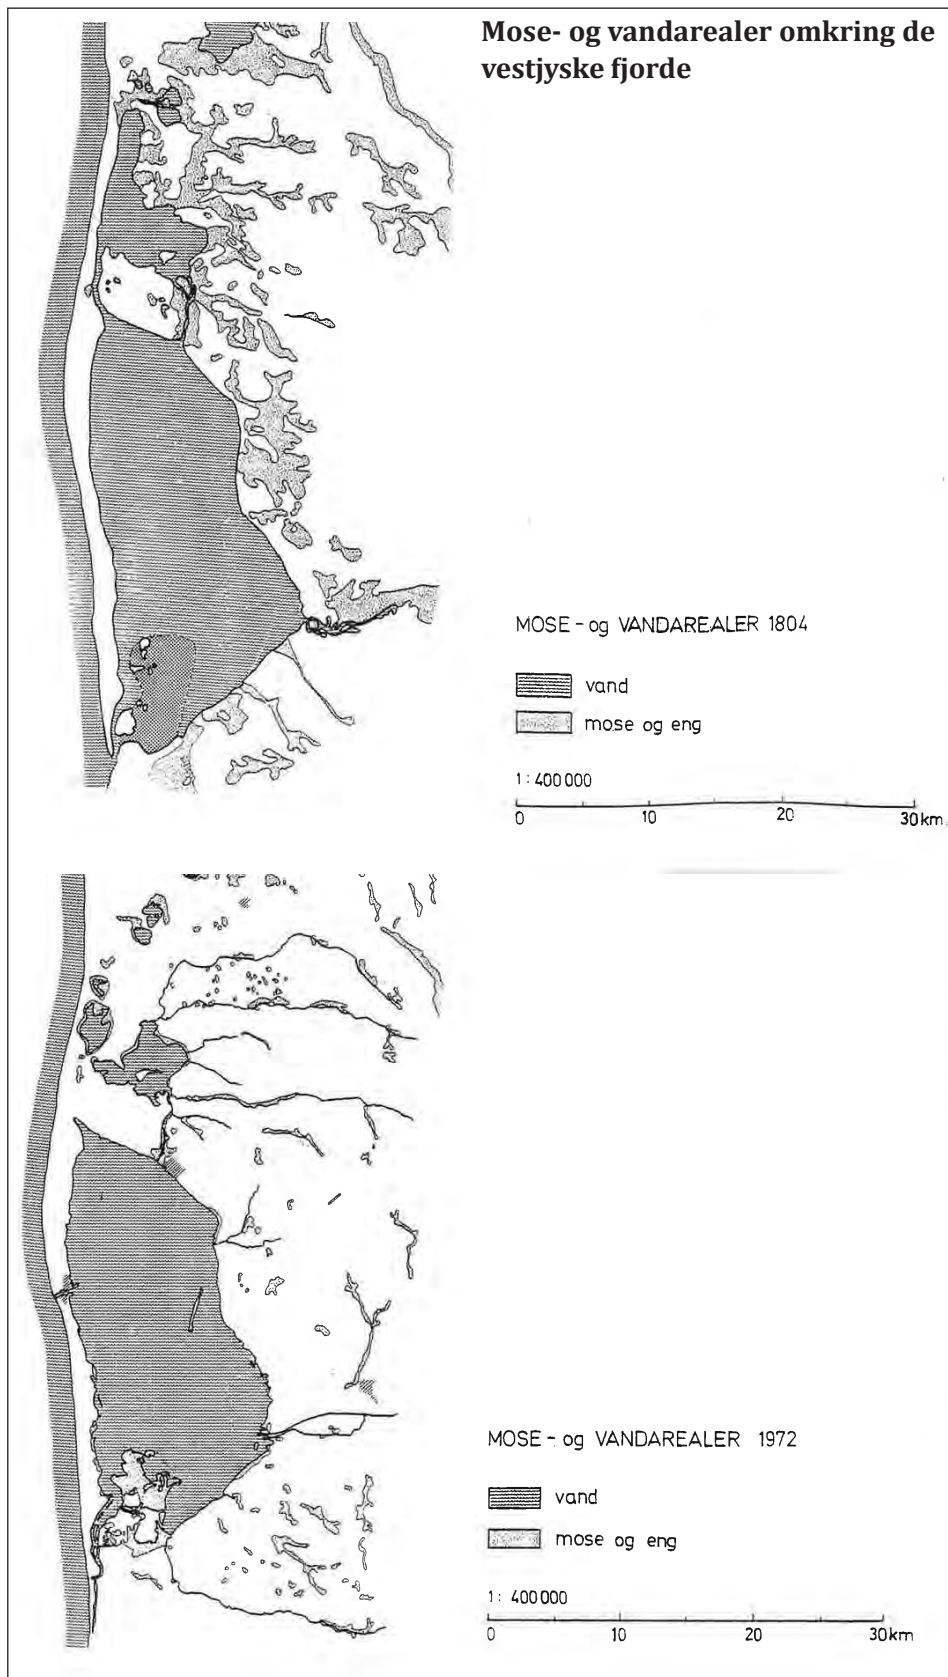 Mose- og vandarealer omkring de
vestjyske fjorde
MOSE - og VANDAREALER 1804
vand
mose og eng
1: 400 000
0 10 20 30 km
MOSE - og VANDAREALER 1972
vand
mose og eng
1: 400 000
0 10 20 30 km